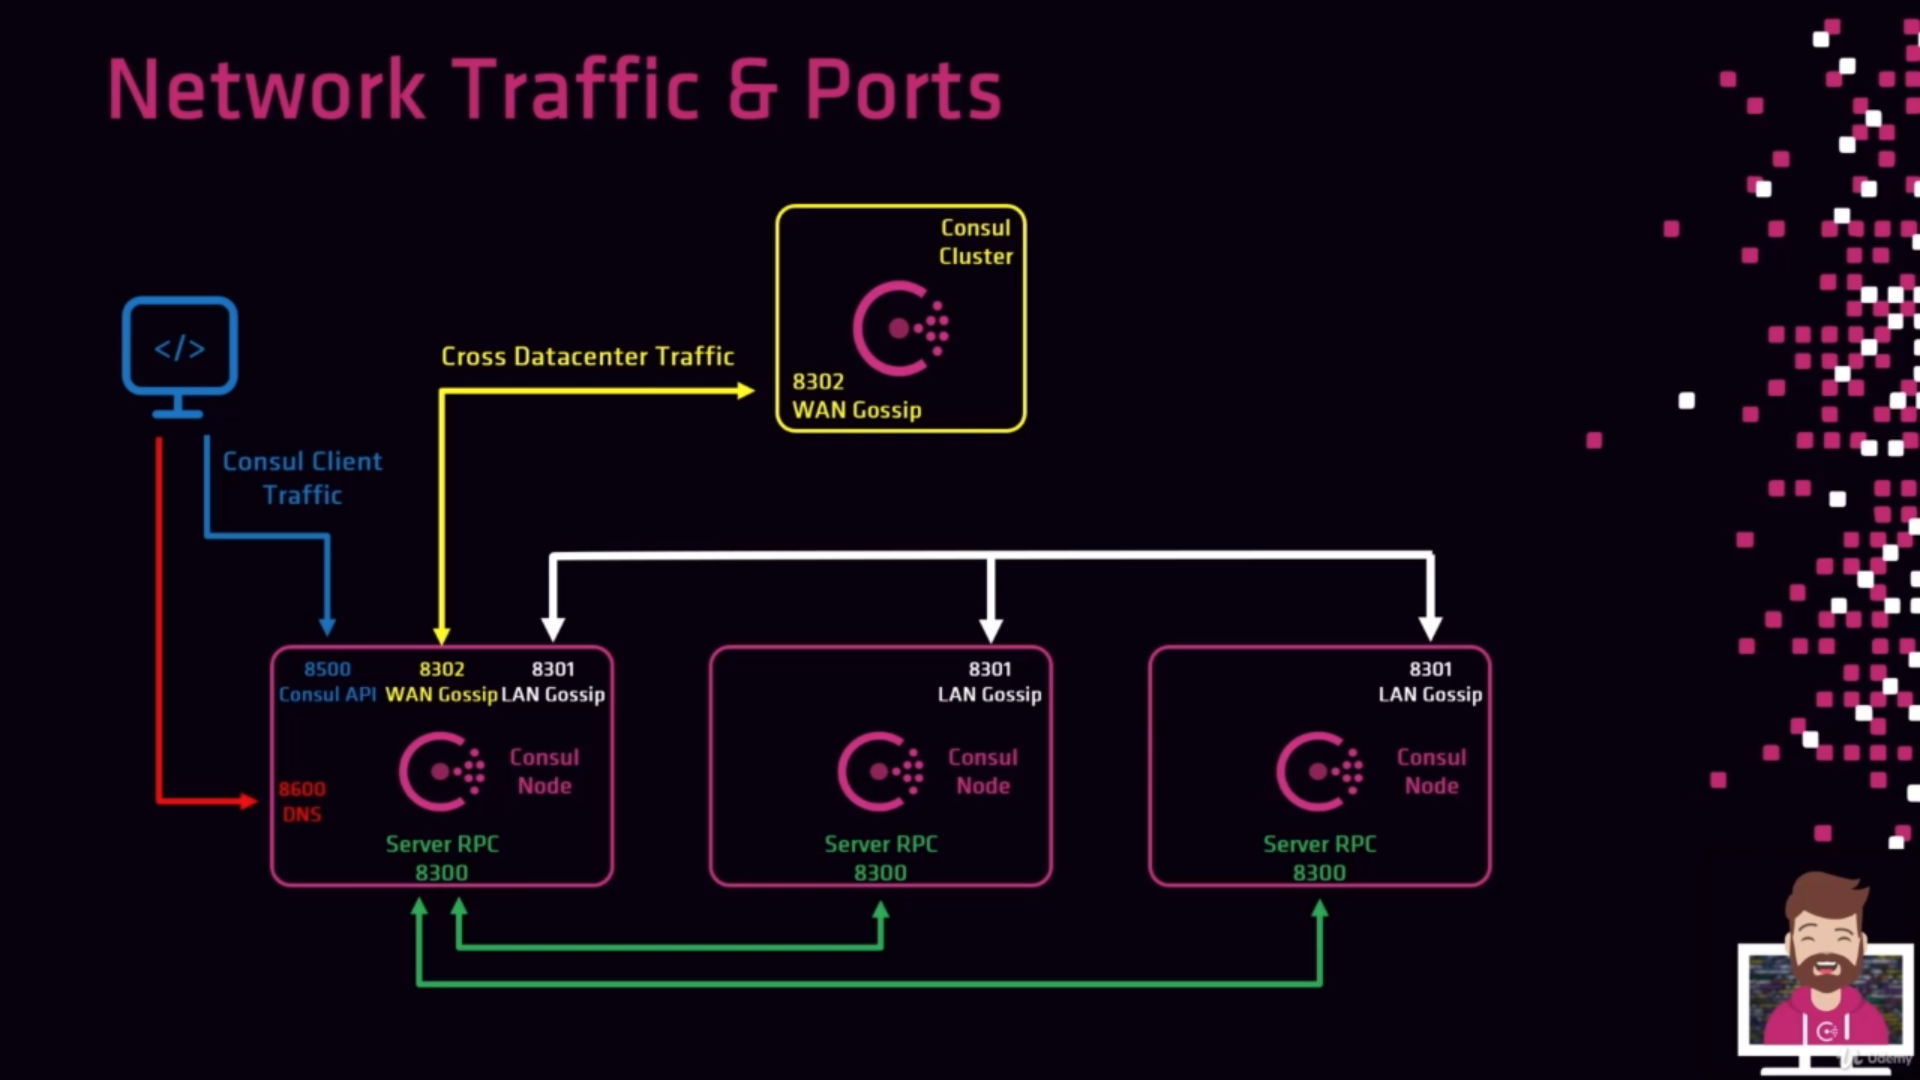 Network Traffic & Ports
Consul
Cluster
8302
WAN Gossip
</>
Cross Datacenter Traffic
Consul Client
Traffic
8500
Consul API
8302
WAN Gossip
8301
LAN Gossip
Consul
Node
8600
DNS
Server RPC
8300
8301
LAN Gossip
Consul
Node
Server RPC
8300
8301
LAN Gossip
Consul
Node
Server RPC
8300
Udemy